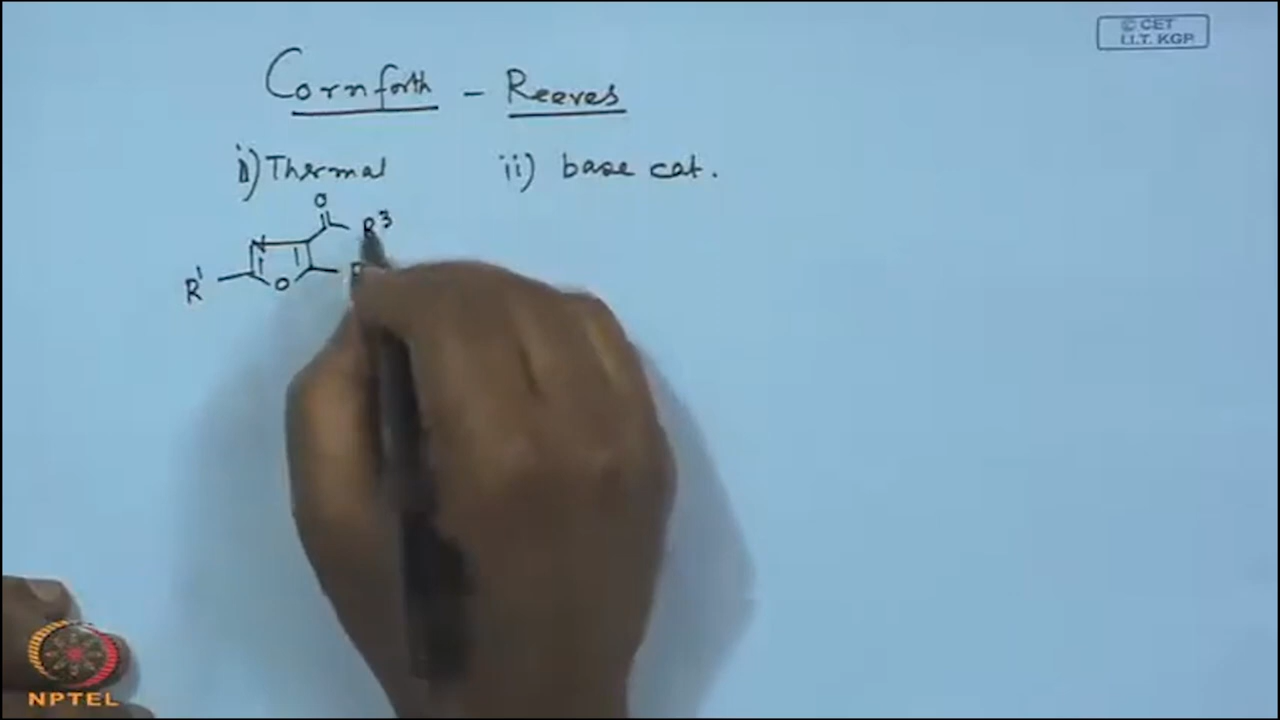 © CET
I.I.T. KGP
Cornforth – Reeves
i) Thermal ii) base cat.
O
R³
N
R¹
O
NPTEL